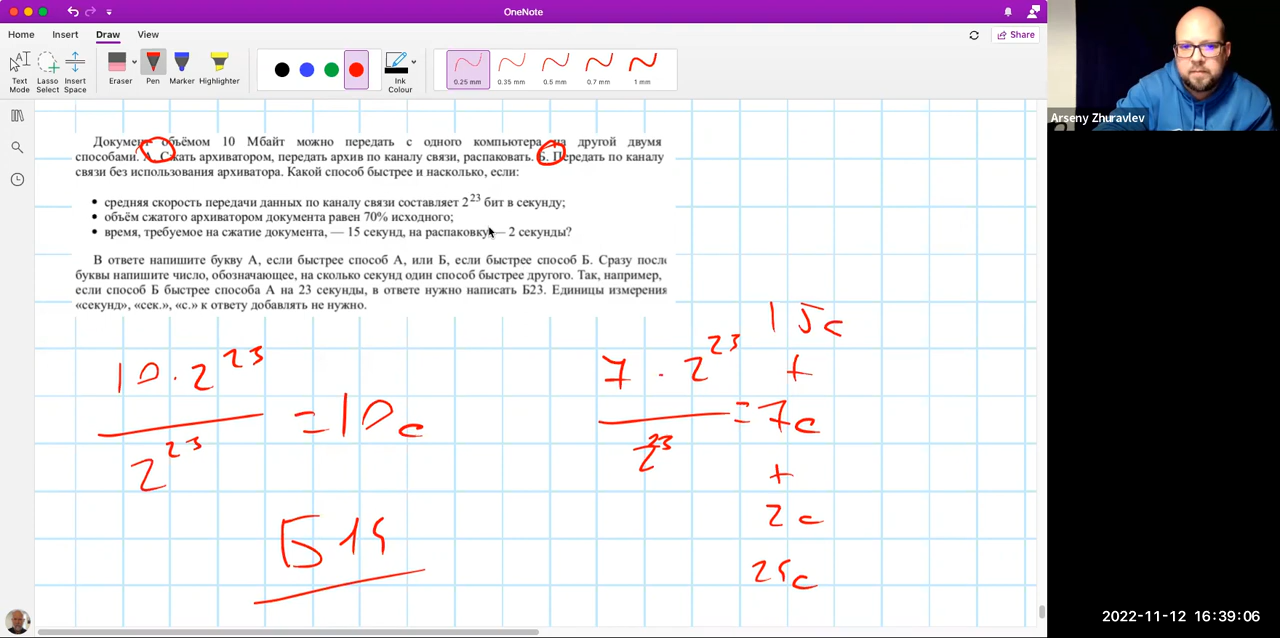 OneNote
Home Insert Draw View
Share
Text Mode
Lasso Select
Insert Space
Eraser
Pen
Marker
Highlighter
Ink Colour
0.25 mm
0.35 mm
0.5 mm
0.7 mm
1 mm
Arseny Zhuravlev
Документ объёмом 10 Мбайт можно передать с одного компьютера на другой двумя
способами. А. Сжать архиватором, передать архив по каналу связи, распаковать. Б. Передать по каналу
связи без использования архиватора. Какой способ быстрее и насколько, если:
• средняя скорость передачи данных по каналу связи составляет 2^23 бит в секунду;
• объём сжатого архиватором документа равен 70% исходного;
• время, требуемое на сжатие документа, — 15 секунд, на распаковку — 2 секунды?
В ответе напишите букву А, если быстрее способ А, или Б, если быстрее способ Б. Сразу после
буквы напишите число, обозначающее, на сколько секунд один способ быстрее другого. Так, например,
если способ Б быстрее способа А на 23 секунды, в ответе нужно написать Б23. Единицы измерения
«секунд», «сек.», «с.» к ответу добавлять не нужно.
10 · 2^23
2^23
= 10 c
7 · 2^23
2^23
15 c
+
= 7 c
+
2 c
Б
2022-11-12 16:39:06